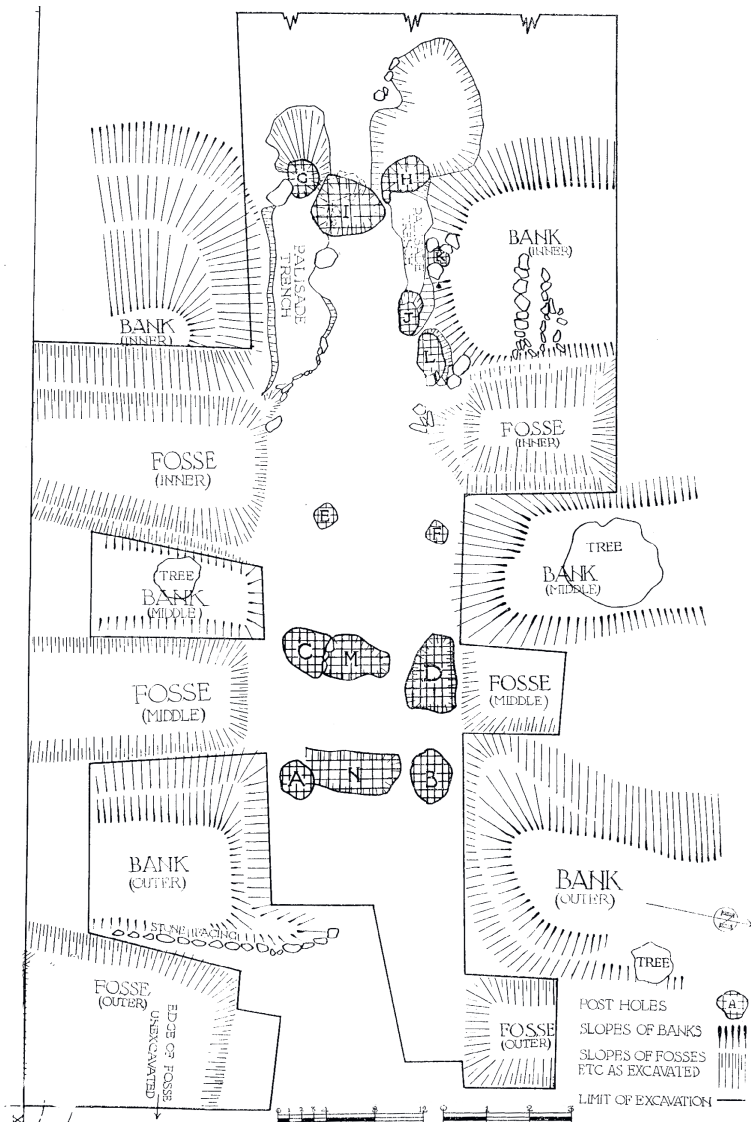 G
H
I
PALISADE
TRENCH
K
BANK
(INNER)
BANK
(INNER)
J
L
FOSSE
(INNER)
FOSSE
(INNER)
E
F
TREE
BANK
(MIDDLE)
TREE
BANK
(MIDDLE)
C
M
D
FOSSE
(MIDDLE)
FOSSE
(MIDDLE)
A
N
B
BANK
(OUTER)
BANK
(OUTER)
STONE FACING
TREE
FOSSE
(OUTER)
EDGE OF FOSSE
UNEXCAVATED
FOSSE
(OUTER)
POST HOLES
A
SLOPES OF BANKS
SLOPES OF FOSSES
ETC AS EXCAVATED
LIMIT OF EXCAVATION